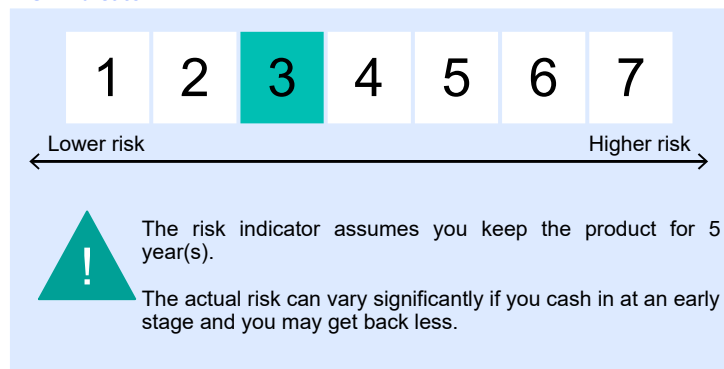 1 2 3 4 5 6 7
Lower risk Higher risk
!
The risk indicator assumes you keep the product for 5
year(s).
The actual risk can vary significantly if you cash in at an early
stage and you may get back less.